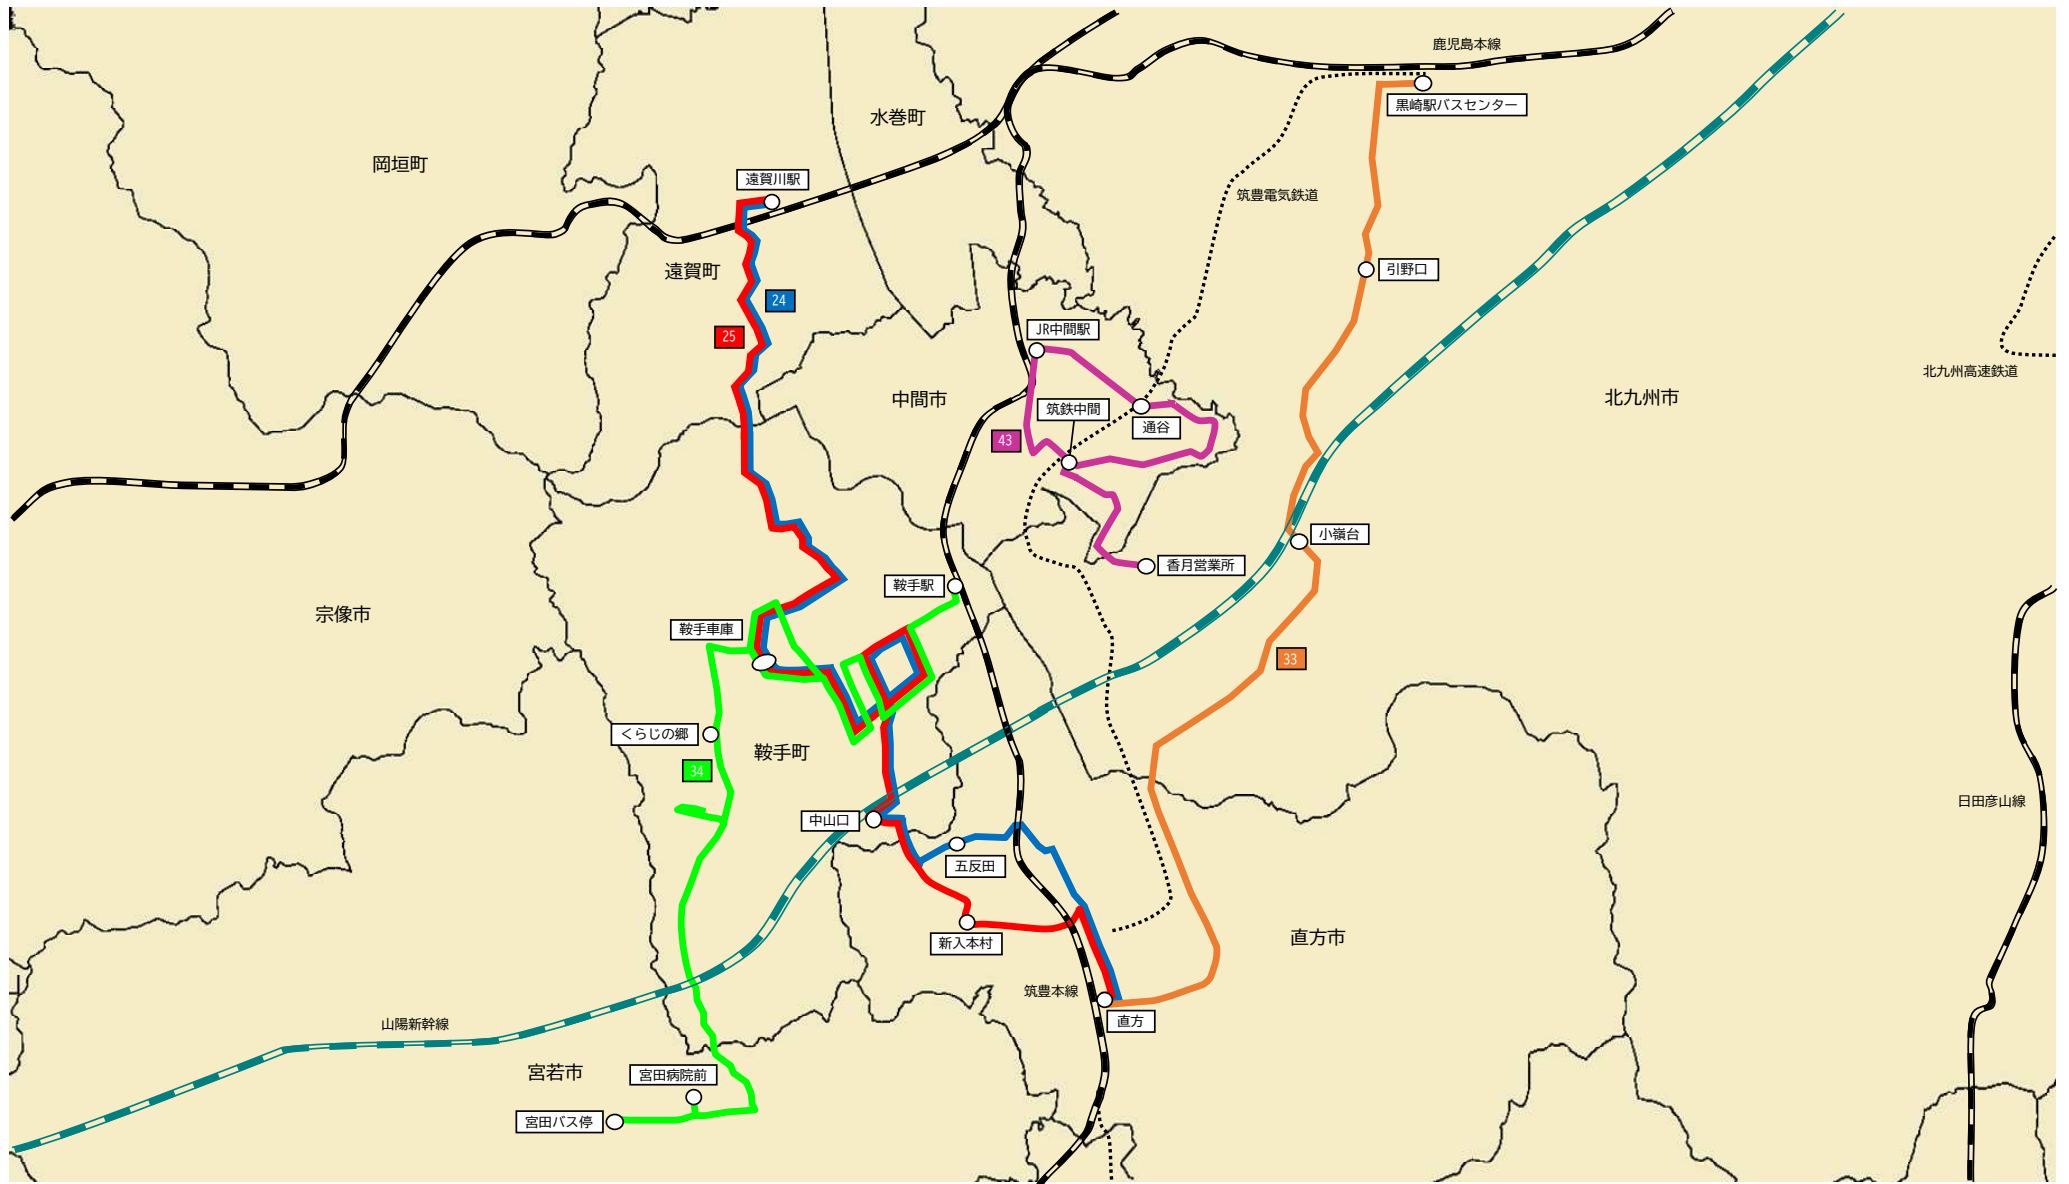 鹿児島本線
黒崎駅バスセンター
水巻町
岡垣町
遠賀川駅
筑豊電気鉄道
遠賀町
引野口
24
25
JR中間駅
北九州高速鉄道
中間市
北九州市
筑鉄中間
通谷
43
小嶺台
香月営業所
鞍手駅
宗像市
鞍手車庫
33
くらじの郷
鞍手町
34
日田彦山線
中山口
五反田
直方市
新入本村
筑豊本線
直方
山陽新幹線
宮若市
宮田病院前
宮田バス停